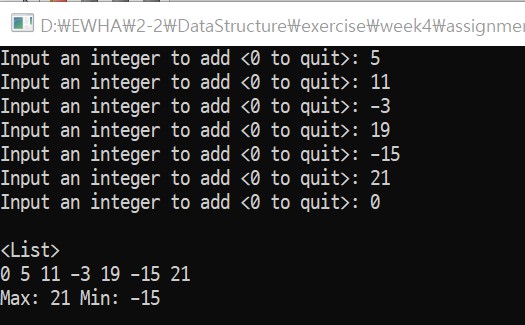 D:₩EWHA₩2-2₩DataStructure₩exercise₩week4₩assignme
Input an integer to add <0 to quit>: 5
Input an integer to add <0 to quit>: 11
Input an integer to add <0 to quit>: -3
Input an integer to add <0 to quit>: 19
Input an integer to add <0 to quit>: -15
Input an integer to add <0 to quit>: 21
Input an integer to add <0 to quit>: 0
<List>
0 5 11 -3 19 -15 21
Max: 21 Min: -15